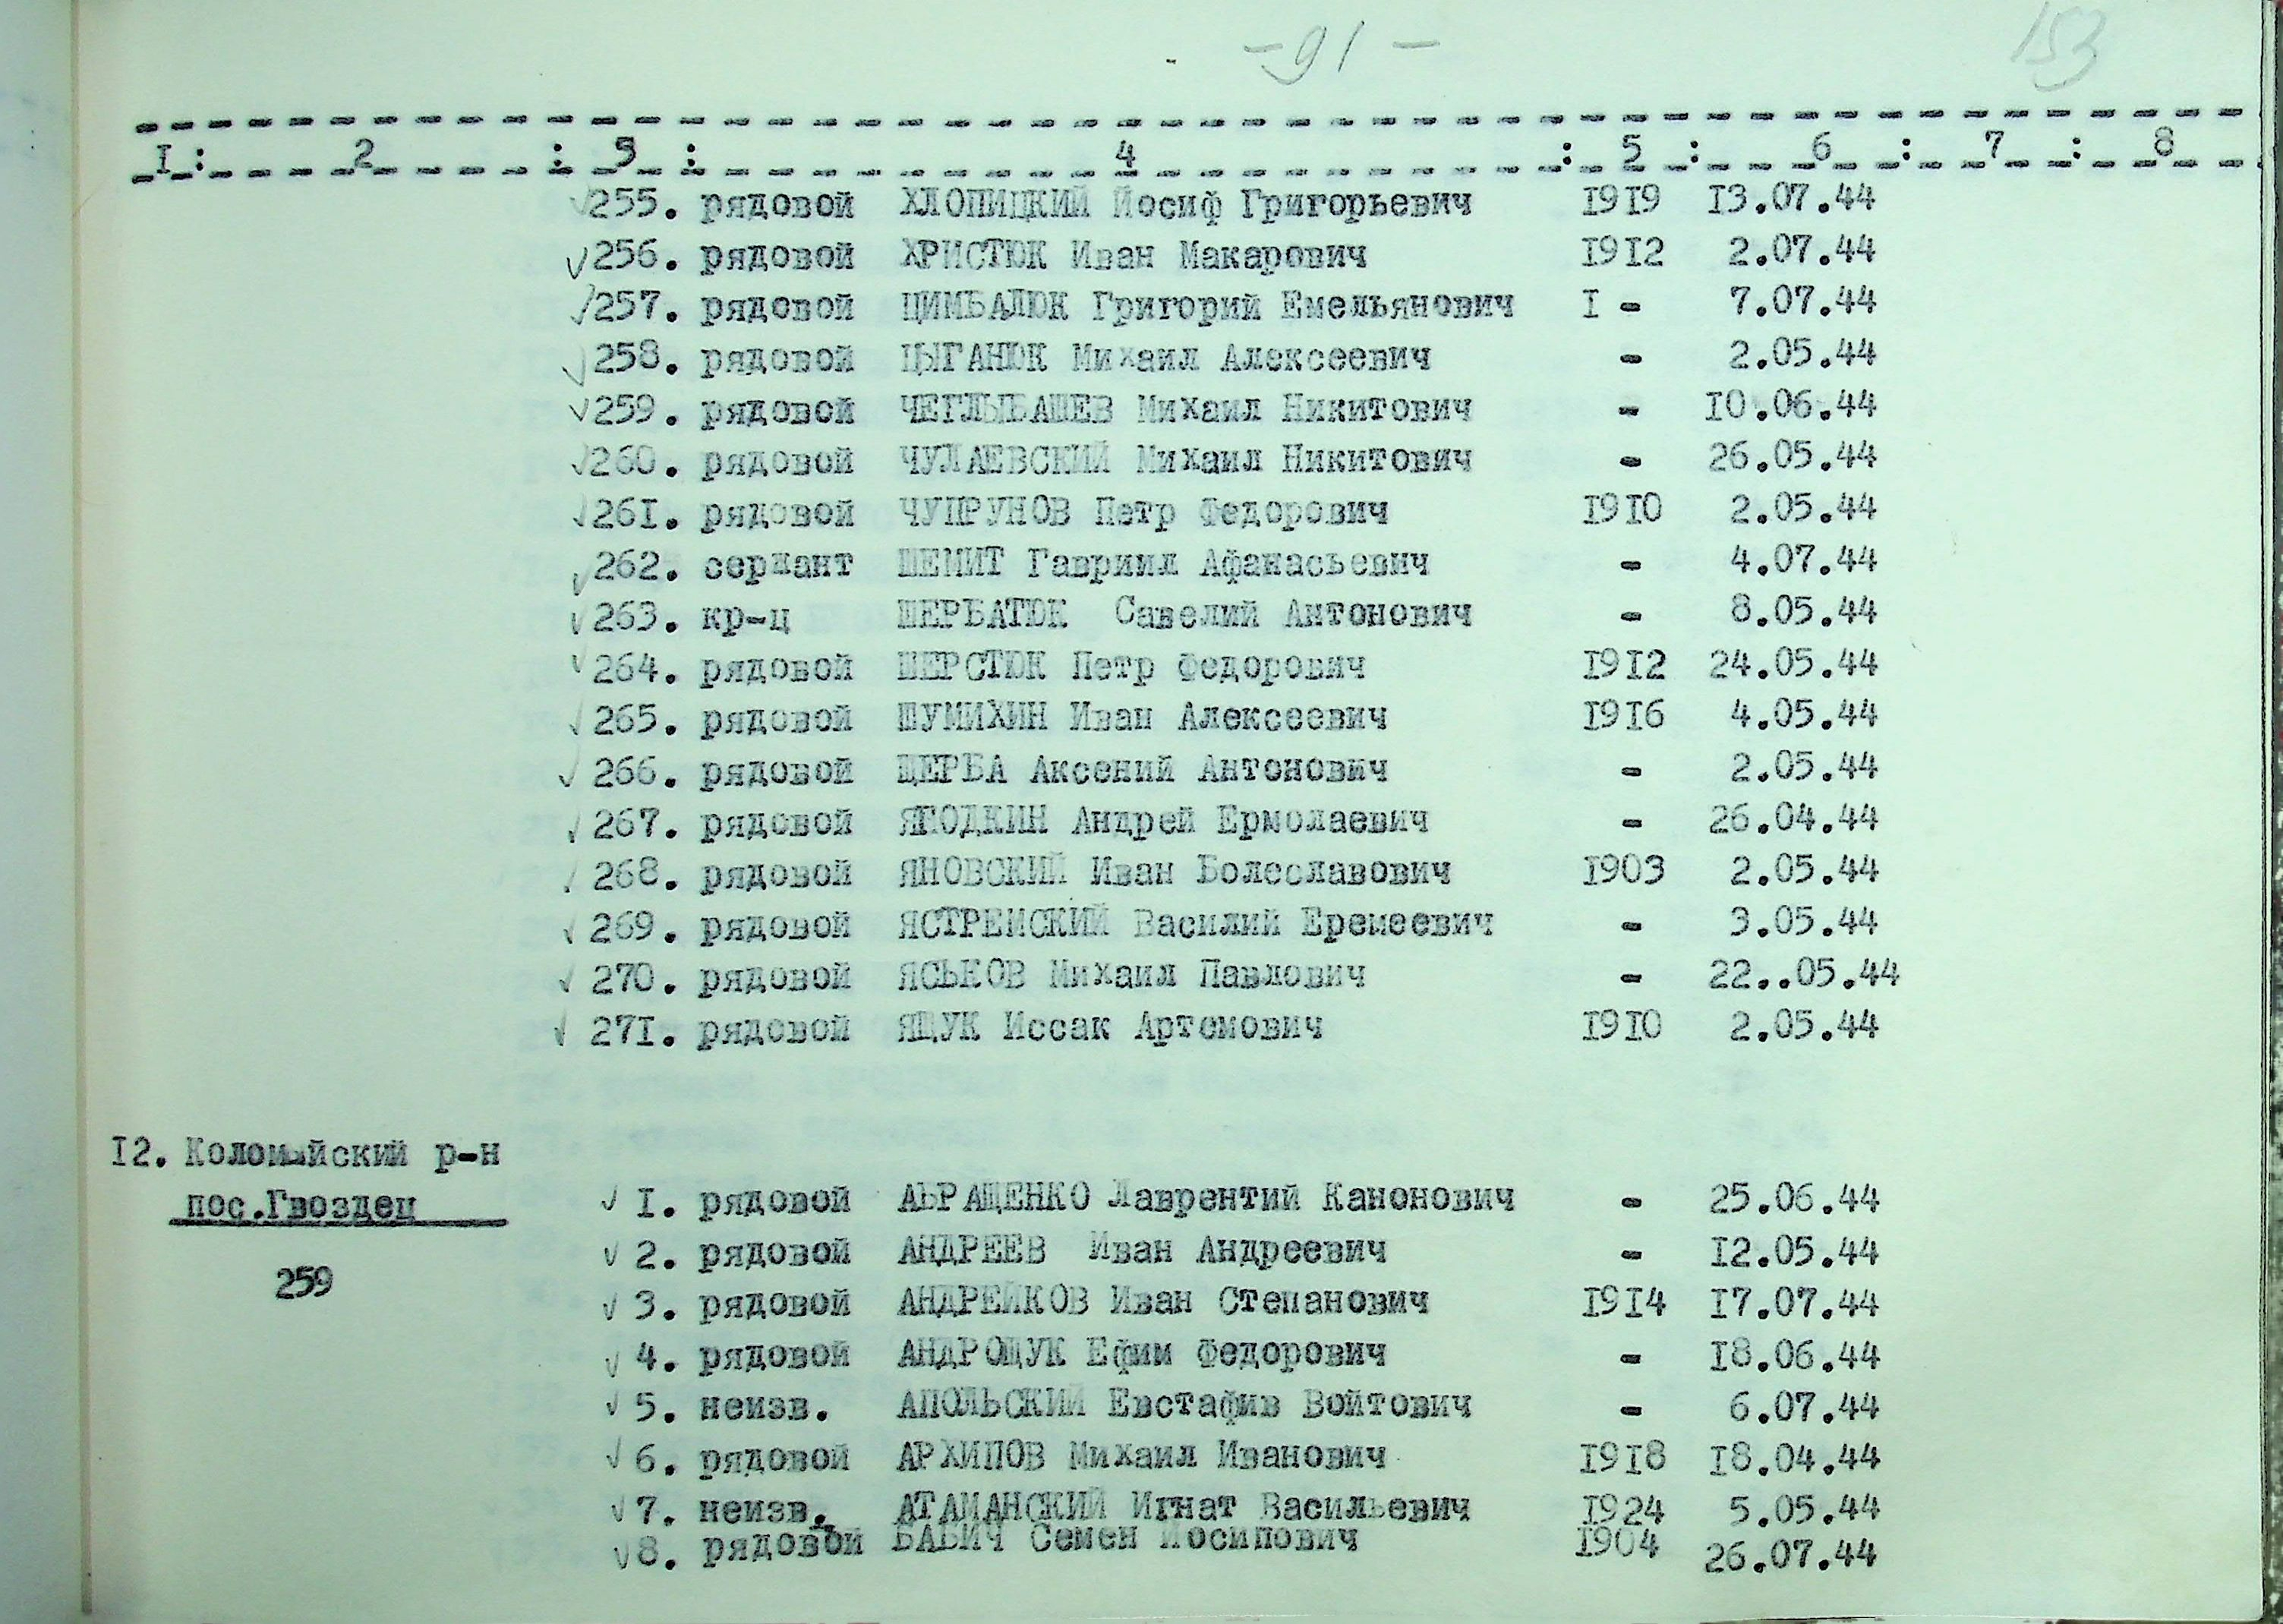 - 91 -
153
I : 2 : 3 : 4 : 5 : 6 : 7 : 8
255. рядовой ХЛОПИЦКИЙ Йосиф Григорьевич 1919 13.07.44
256. рядовой ХРИСТЮК Иван Макарович 1912 2.07.44
257. рядовой ЦИМБАЛЮК Григорий Емельянович I - 7.07.44
258. рядовой ЦЫГАНЮК Михаил Алексеевич - 2.05.44
259. рядовой ЧЕГЛЫБАШЕВ Михаил Никитович - 10.06.44
260. рядовой ЧУЛАЕВСКИЙ Михаил Никитович - 26.05.44
261. рядовой ЧУПРУНОВ Петр Федорович 1910 2.05.44
262. сержант ШЕМИТ Гавриил Афанасьевич - 4.07.44
263. кр-ц ШЕРБАТЮК Савелий Антонович - 8.05.44
264. рядовой ШЕРСТЮК Петр Федорович 1912 24.05.44
265. рядовой ШУМИХИН Иван Алексеевич 1916 4.05.44
266. рядовой ЩЕРБА Аксений Антонович - 2.05.44
267. рядовой ЯГОДКИН Андрей Ермолаевич - 26.04.44
268. рядовой ЯНОВСКИЙ Иван Болеславович 1903 2.05.44
269. рядовой ЯСТРЕМСКИЙ Василий Еремеевич - 3.05.44
270. рядовой ЯСЬКОВ Михаил Павлович - 22..05.44
271. рядовой ЯЩУК Иссак Артемович 1910 2.05.44
12. Коломыйский р-н
пос.Гвоздец
1. рядовой АБРАЩЕНКО Лаврентий Канонович - 25.06.44
2. рядовой АНДРЕЕВ Иван Андреевич - 12.05.44
259
3. рядовой АНДРЕЙКОВ Иван Степанович 1914 17.07.44
4. рядовой АНДРОЩУК Ефим Федорович - 18.06.44
5. неизв. АПОЛЬСКИЙ Евстафив Войтович - 6.07.44
6. рядовой АРХИПОВ Михаил Иванович 1918 18.04.44
7. неизв. АТАМАНСКИЙ Игнат Васильевич 1924 5.05.44
8. рядовой БАБИЧ Семен Йосипович 1904 26.07.44